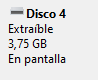 Disco 4
Extraíble
3,75 GB
En pantalla